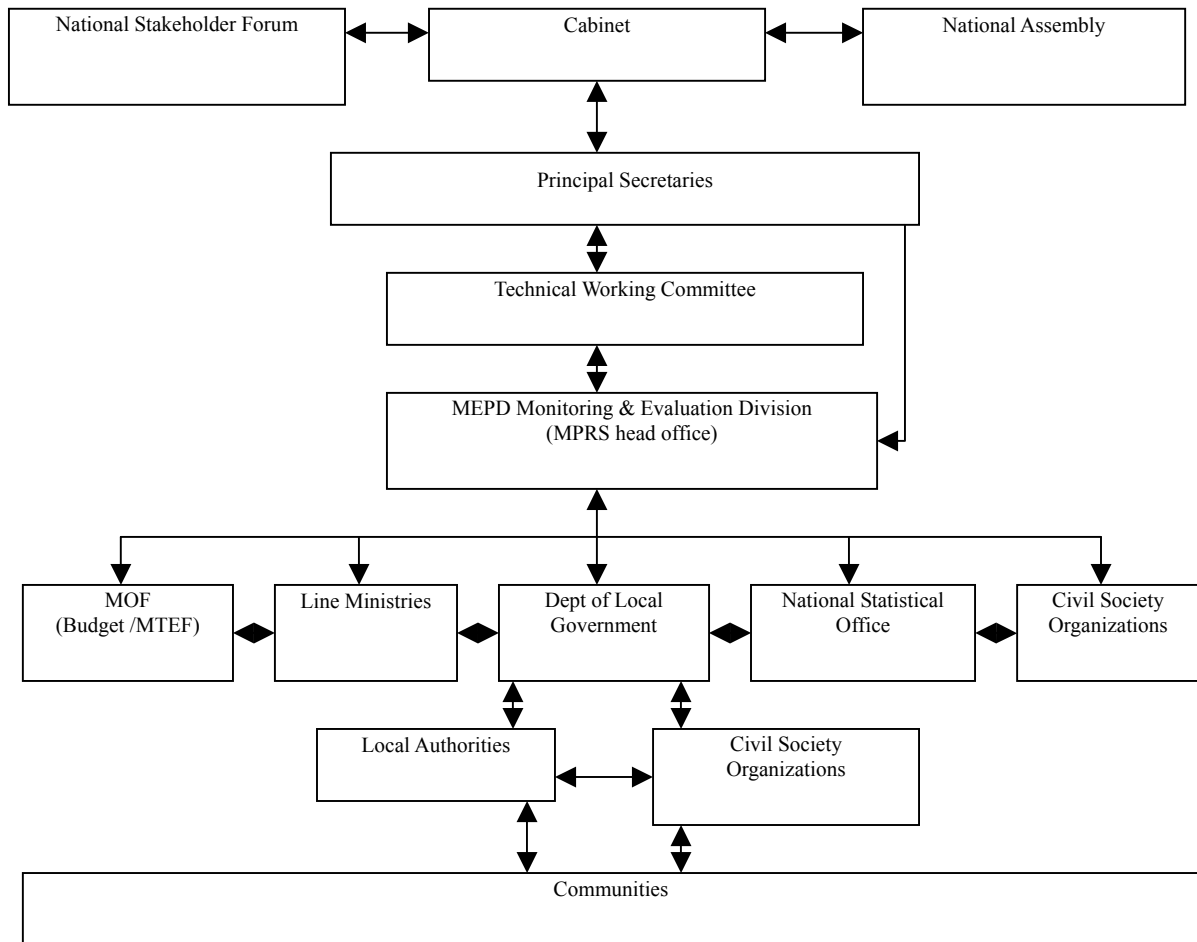 National Stakeholder Forum
Cabinet
National Assembly
Principal Secretaries
Technical Working Committee
MEPD Monitoring & Evaluation Division
(MPRS head office)
MOF
(Budget /MTEF)
Line Ministries
Dept of Local
Government
National Statistical
Office
Civil Society
Organizations
Local Authorities
Civil Society
Organizations
Communities